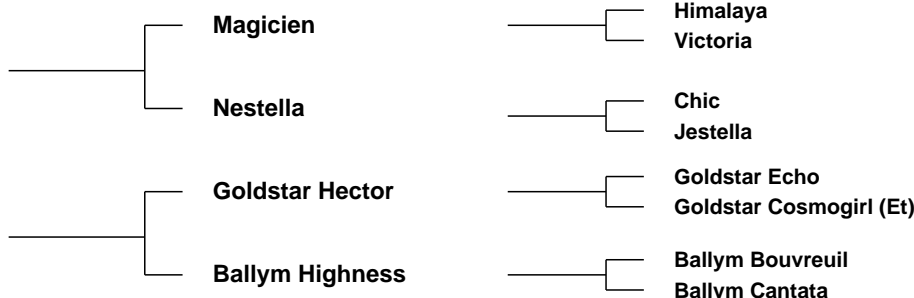 Himalaya
Magicien
Victoria
Chic
Nestella
Jestella
Goldstar Echo
Goldstar Hector
Goldstar Cosmogirl (Et)
Ballym Bouvreuil
Ballym Highness
Ballym Cantata